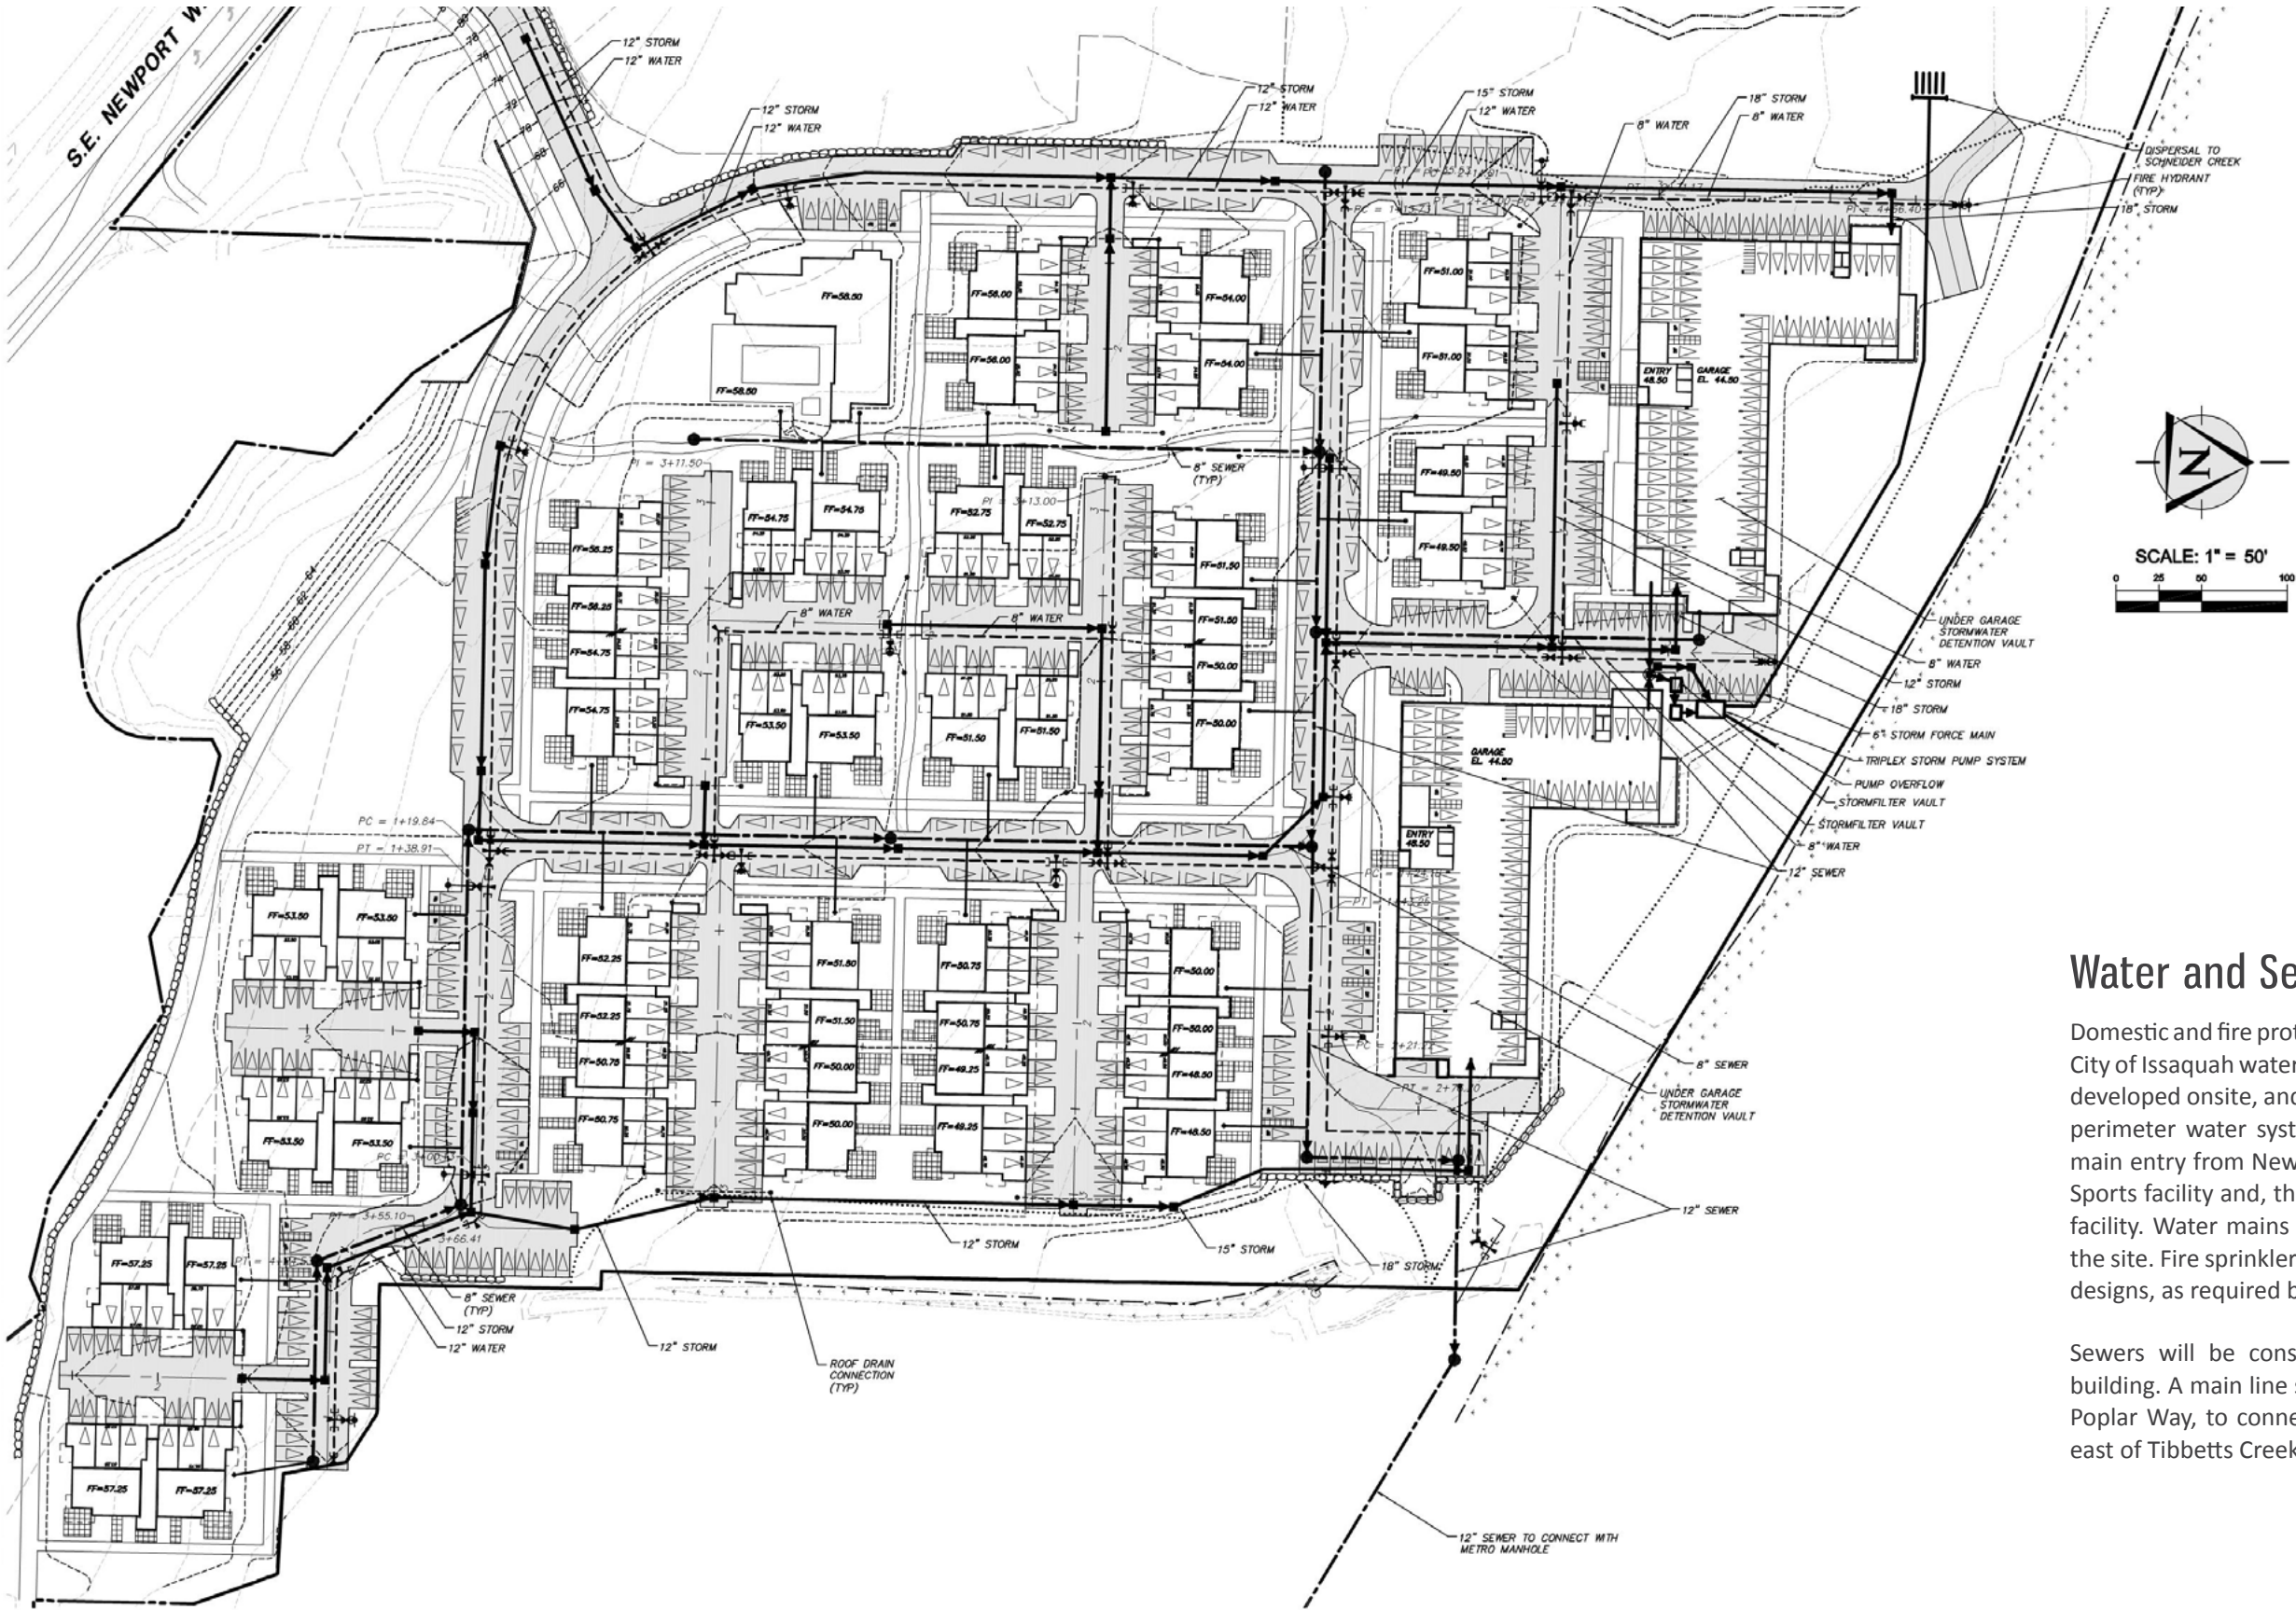 S.E. NEWPORT W
12" STORM
12" WATER
12" STORM
12" WATER
12" STORM
12" WATER
15" STORM
12" WATER
8" WATER
18" STORM
8" WATER
DISPERSAL TO
SCHNEIDER CREEK
FIRE HYDRANT
(TYP)
18" STORM
FF=58.50
FF=58.50
FF=56.00
FF=54.00
FF=56.00
FF=54.00
FF=51.00
FF=51.00
ENTRY
48.50
GARAGE
EL. 44.50
N
SCALE: 1" = 50'
0 25 50 100
8" SEWER
(TYP)
PI = 3+11.50
PI = 3+13.00
FF=49.50
FF=49.50
FF=54.75
FF=54.75
FF=52.75
FF=52.75
FF=56.25
FF=51.50
FF=56.25
FF=51.50
8" WATER
8" WATER
FF=54.75
FF=50.00
FF=54.75
FF=53.50
FF=53.50
FF=51.50
FF=51.50
FF=50.00
UNDER GARAGE
STORMWATER
DETENTION VAULT
8" WATER
12" STORM
18" STORM
6" STORM FORCE MAIN
TRIPLEX STORM PUMP SYSTEM
PUMP OVERFLOW
STORMFILTER VAULT
STORMFILTER VAULT
8" WATER
12" SEWER
GARAGE
EL. 44.50
ENTRY
48.50
PC = 1+19.84
PT = 1+38.91
FF=53.50
FF=53.50
FF=52.25
FF=51.50
FF=50.75
FF=50.00
FF=52.25
FF=51.50
FF=50.75
FF=50.00
FF=50.75
FF=50.00
FF=49.25
FF=48.50
FF=53.50
FF=53.50
FF=50.75
FF=50.00
FF=49.25
FF=48.50
8" SEWER
UNDER GARAGE
STORMWATER
DETENTION VAULT
12" SEWER
PT = 3+55.10
3+66.41
FF=57.25
FF=57.25
8" SEWER
(TYP)
12" STORM
12" WATER
12" STORM
ROOF DRAIN
CONNECTION
(TYP)
12" STORM
15" STORM
18" STORM
FF=57.25
FF=57.25
12" SEWER TO CONNECT WITH
METRO MANHOLE
Water and Se
Domestic and fire prot
City of Issaquah water
developed onsite, and
perimeter water syst
main entry from New
Sports facility and, th
facility. Water mains
the site. Fire sprinkler
designs, as required b
Sewers will be cons
building. A main line s
Poplar Way, to conne
east of Tibbetts Creek